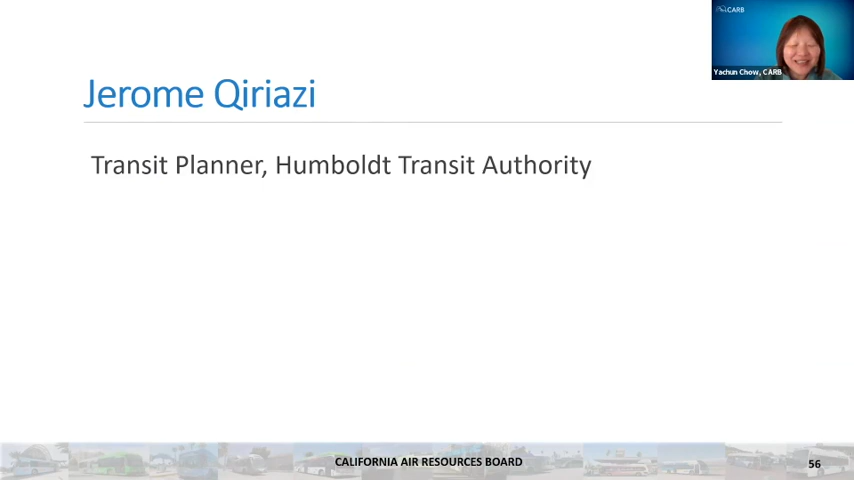 CARB
Yachun Chow, CARB
Jerome Qiriazi
Transit Planner, Humboldt Transit Authority
CALIFORNIA AIR RESOURCES BOARD
56